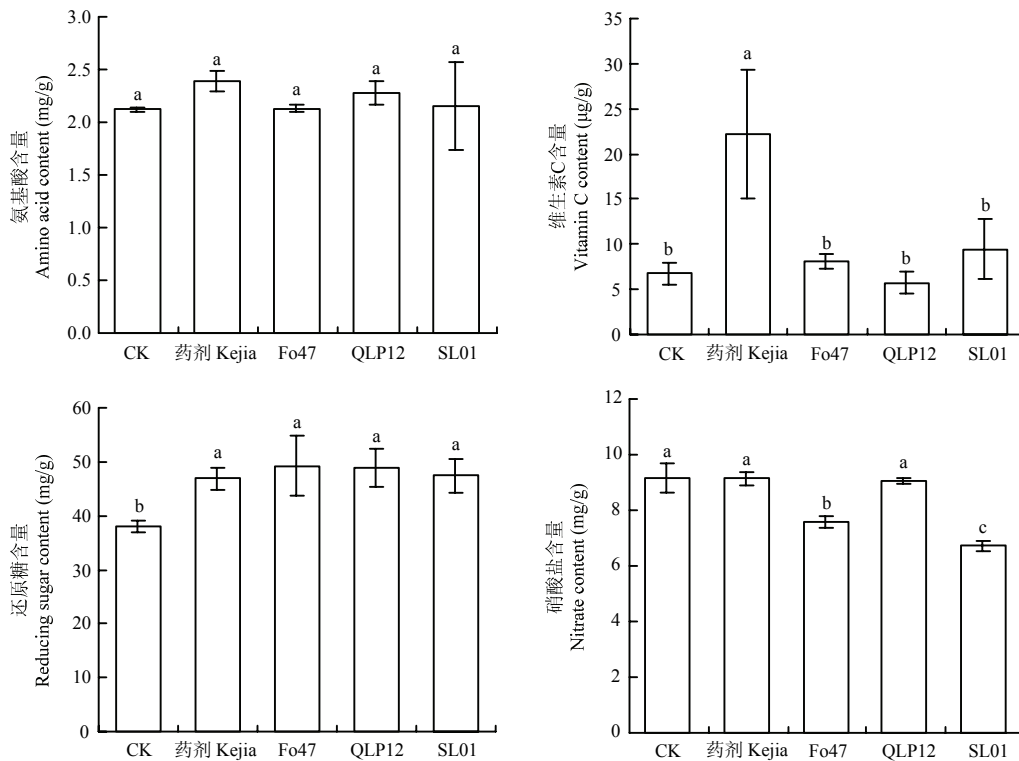 氨基酸含量
Amino acid content (mg/g)
3.0
2.5
2.0
1.5
1.0
0.5
0.0
a
a
a
a
a
CK
药剂 Kejia
Fo47
QLP12
SL01
维生素C含量
Vitamin C content (μg/g)
35
30
25
20
15
10
5
0
b
a
b
b
b
CK
药剂 Kejia
Fo47
QLP12
SL01
还原糖含量
Reducing sugar content (mg/g)
60
50
40
30
20
10
0
b
a
a
a
a
CK
药剂 Kejia
Fo47
QLP12
SL01
硝酸盐含量
Nitrate content (mg/g)
12
10
8
6
4
2
0
a
a
b
a
c
CK
药剂 Kejia
Fo47
QLP12
SL01